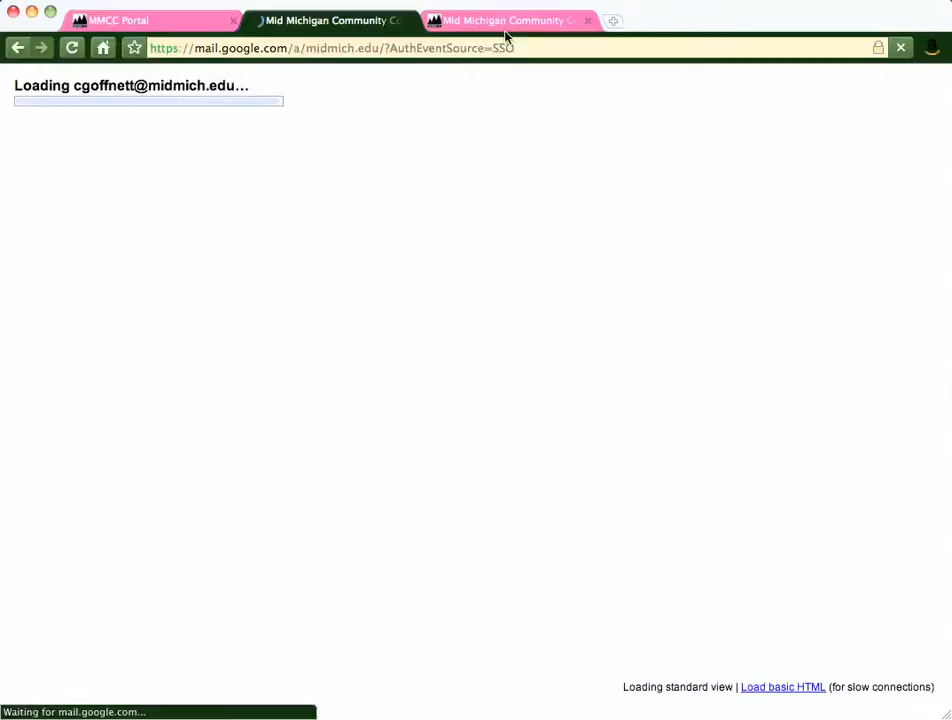 MMCC Portal
Mid Michigan Community Co
Mid Michigan Community C
https://mail.google.com/a/midmich.edu/?AuthEventSource=SSO
Loading cgoffnett@midmich.edu…
Loading standard view | Load basic HTML (for slow connections)
Waiting for mail.google.com...